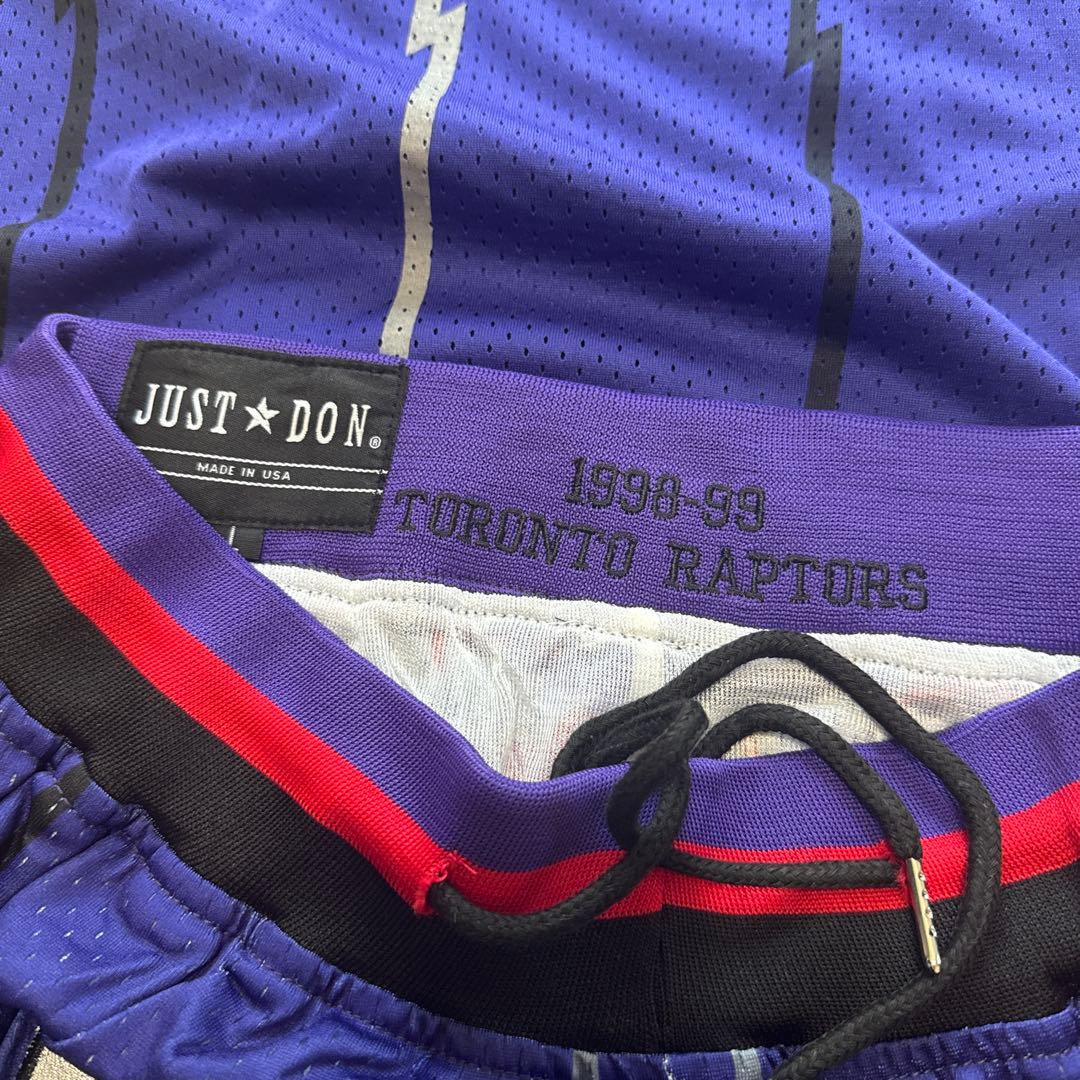 JUST★DON®
MADE IN USA
1998-99
TORONTO RAPTORS